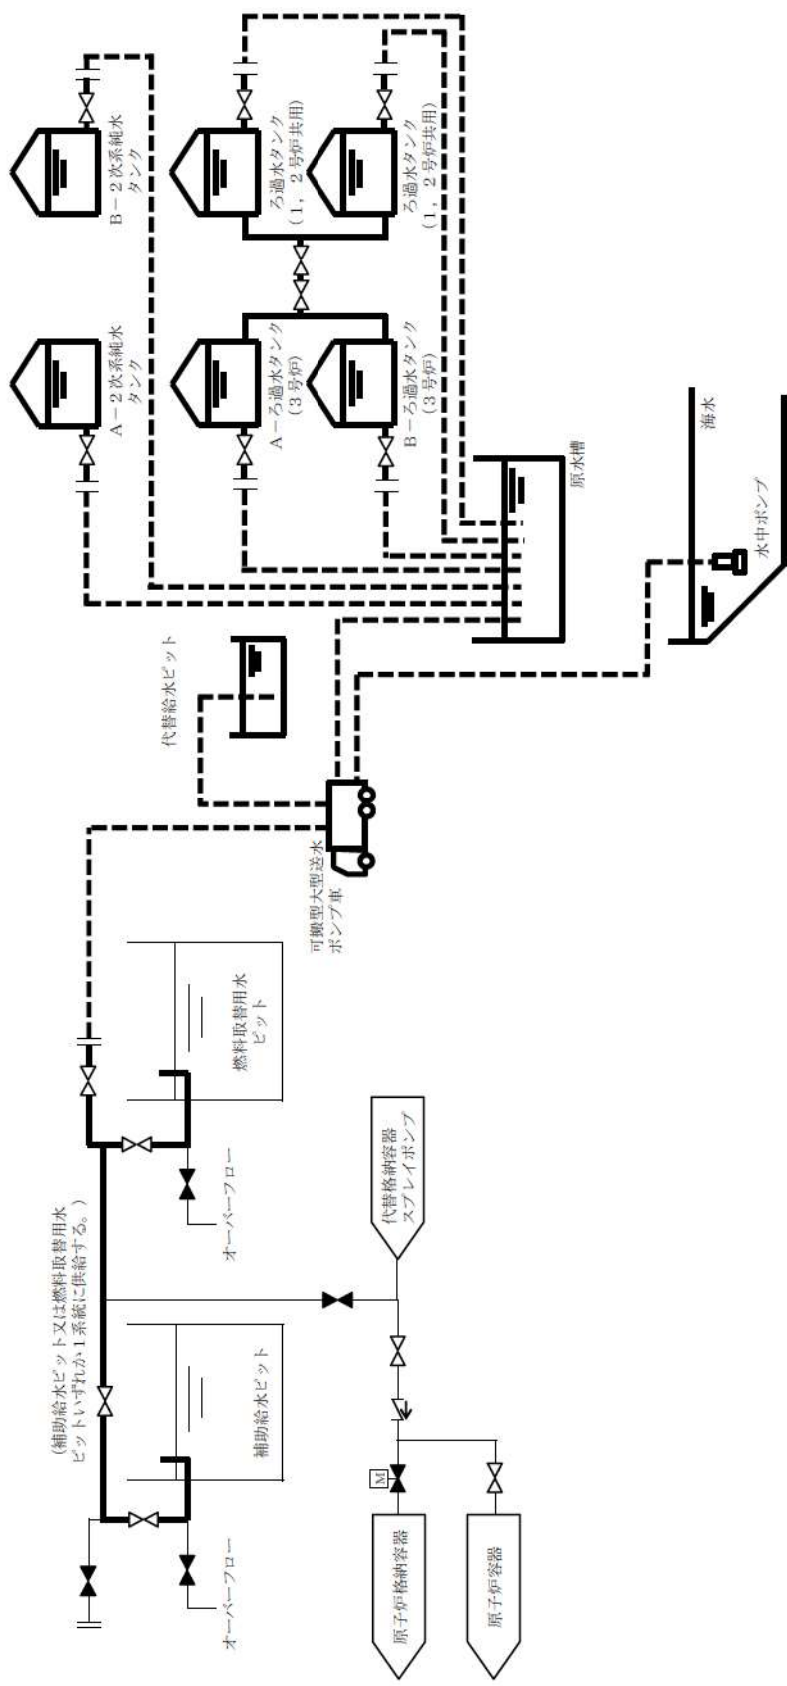 (補助給水ピット又は燃料取替用水
ピットいずれか1系統に供給する。)
オーバーフロー
補助給水ピット
オーバーフロー
燃料取替用水
ピット
原子炉格納容器
原子炉容器
M
代替格納容器
スプレイポンプ
可搬型大型送水
ポンプ車
代替給水ピット
A-2次系純水
タンク
B-2次系純水
タンク
A-ろ過水タンク
(3号炉)
ろ過水タンク
(1,2号炉共用)
B-ろ過水タンク
(3号炉)
ろ過水タンク
(1,2号炉共用)
原水槽
海水
水中ポンプ